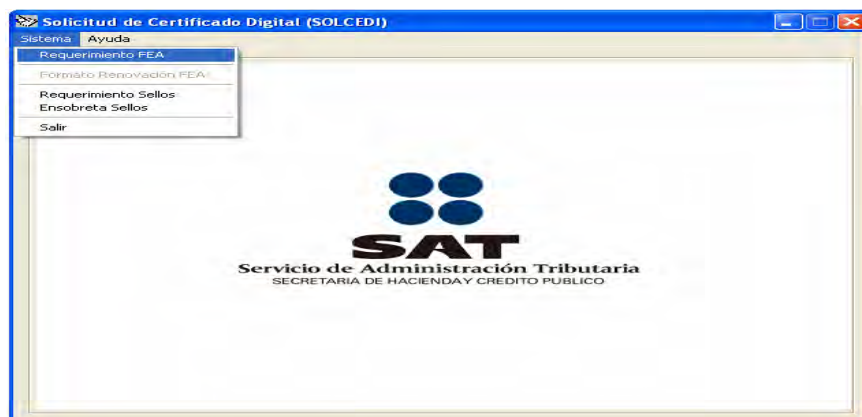 Solicitud de Certificado Digital (SOLCEDI)
Sistema Ayuda
Requerimiento FEA
Formato Renovación FEA
Requerimiento Sellos
Ensobreta Sellos
Salir
SAT
Servicio de Administración Tributaria
SECRETARIA DE HACIENDA Y CREDITO PUBLICO